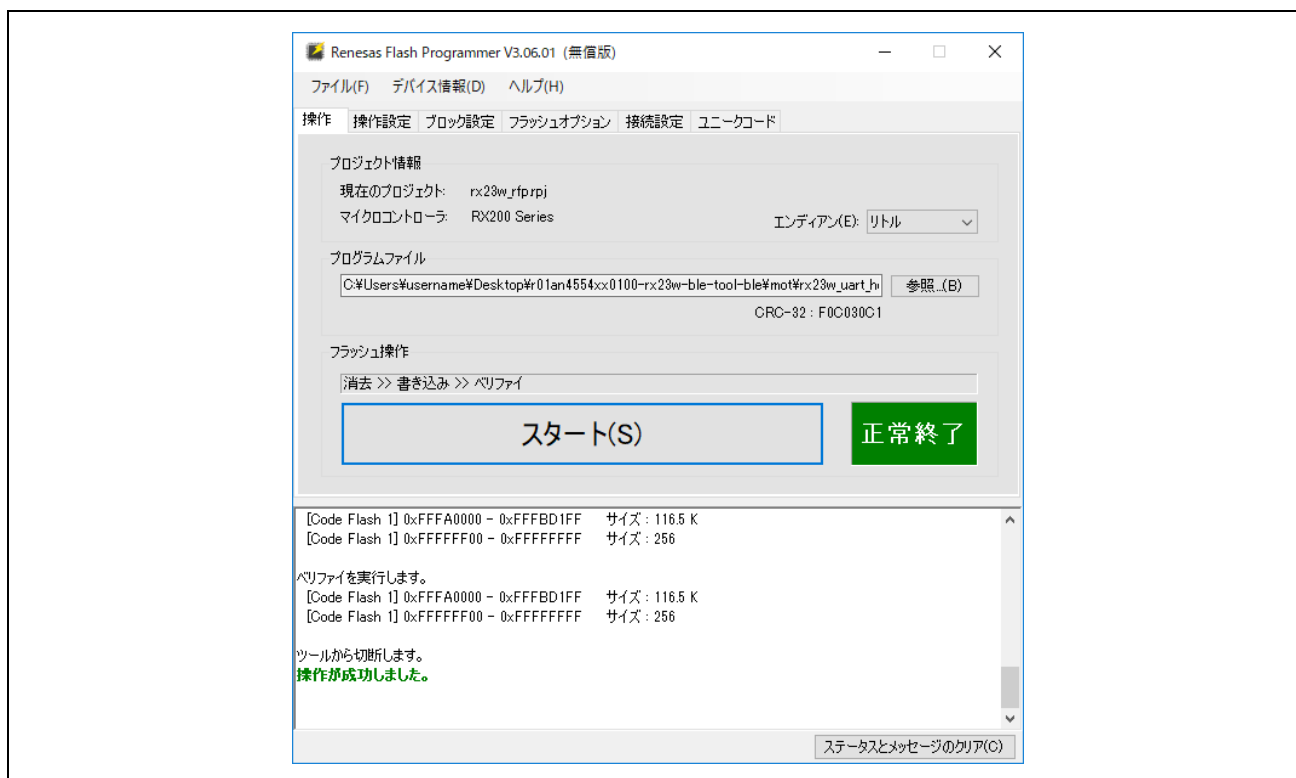 Renesas Flash Programmer V3.06.01 (無償版)
ファイル(F) デバイス情報(D) ヘルプ(H)
操作 操作設定 ブロック設定 フラッシュオプション 接続設定 ユニークコード
プロジェクト情報
現在のプロジェクト: rx23w_rfp.rpj
マイクロコントローラ: RX200 Series エンディアン(E): リトル
プログラムファイル
C:¥Users¥username¥Desktop¥r01an4554xx0100-rx23w-ble-tool-ble¥mot¥rx23w_uart_h 参照...(B)
CRC-32 : F0C030C1
フラッシュ操作
消去 >> 書き込み >> ベリファイ
スタート(S) 正常終了
[Code Flash 1] 0xFFFA0000 - 0xFFFBD1FF サイズ : 116.5 K
[Code Flash 1] 0xFFFFFF00 - 0xFFFFFFFF サイズ : 256
ベリファイを実行します。
[Code Flash 1] 0xFFFA0000 - 0xFFFBD1FF サイズ : 116.5 K
[Code Flash 1] 0xFFFFFF00 - 0xFFFFFFFF サイズ : 256
ツールから切断します。
操作が成功しました。
ステータスとメッセージのクリア(C)